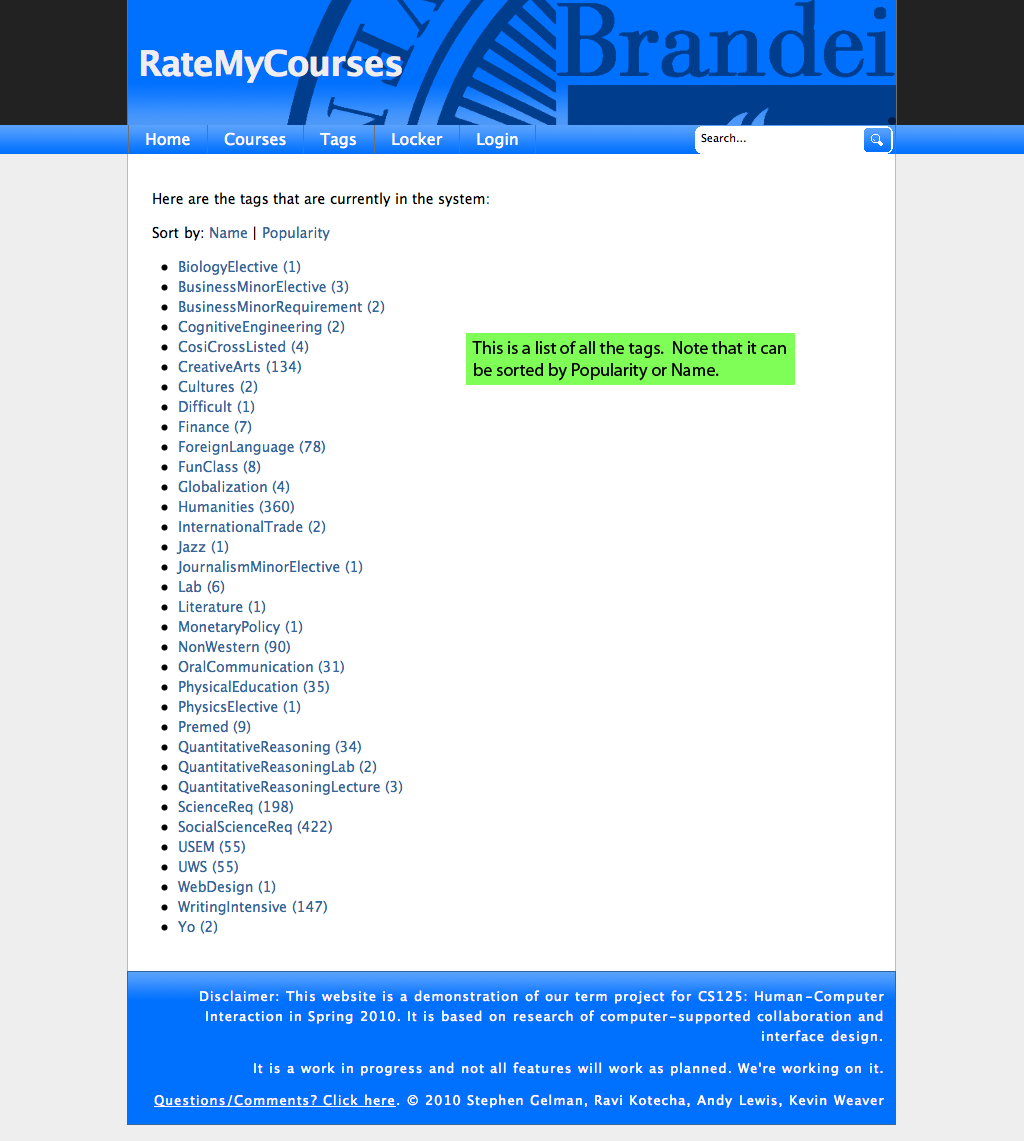 RateMyCourses
Brandei
Home Courses Tags Locker Login Search...
Here are the tags that are currently in the system:
Sort by: Name | Popularity
BiologyElective (1)
BusinessMinorElective (3)
BusinessMinorRequirement (2)
CognitiveEngineering (2)
CosiCrossListed (4)
CreativeArts (134)
Cultures (2)
Difficult (1)
Finance (7)
ForeignLanguage (78)
FunClass (8)
Globalization (4)
Humanities (360)
InternationalTrade (2)
Jazz (1)
JournalismMinorElective (1)
Lab (6)
Literature (1)
MonetaryPolicy (1)
NonWestern (90)
OralCommunication (31)
PhysicalEducation (35)
PhysicsElective (1)
Premed (9)
QuantitativeReasoning (34)
QuantitativeReasoningLab (2)
QuantitativeReasoningLecture (3)
ScienceReq (198)
SocialScienceReq (422)
USEM (55)
UWS (55)
WebDesign (1)
WritingIntensive (147)
Yo (2)
This is a list of all the tags. Note that it can
be sorted by Popularity or Name.
Disclaimer: This website is a demonstration of our term project for CS125: Human-Computer
Interaction in Spring 2010. It is based on research of computer-supported collaboration and
interface design.
It is a work in progress and not all features will work as planned. We're working on it.
Questions/Comments? Click here. © 2010 Stephen Gelman, Ravi Kotecha, Andy Lewis, Kevin Weaver